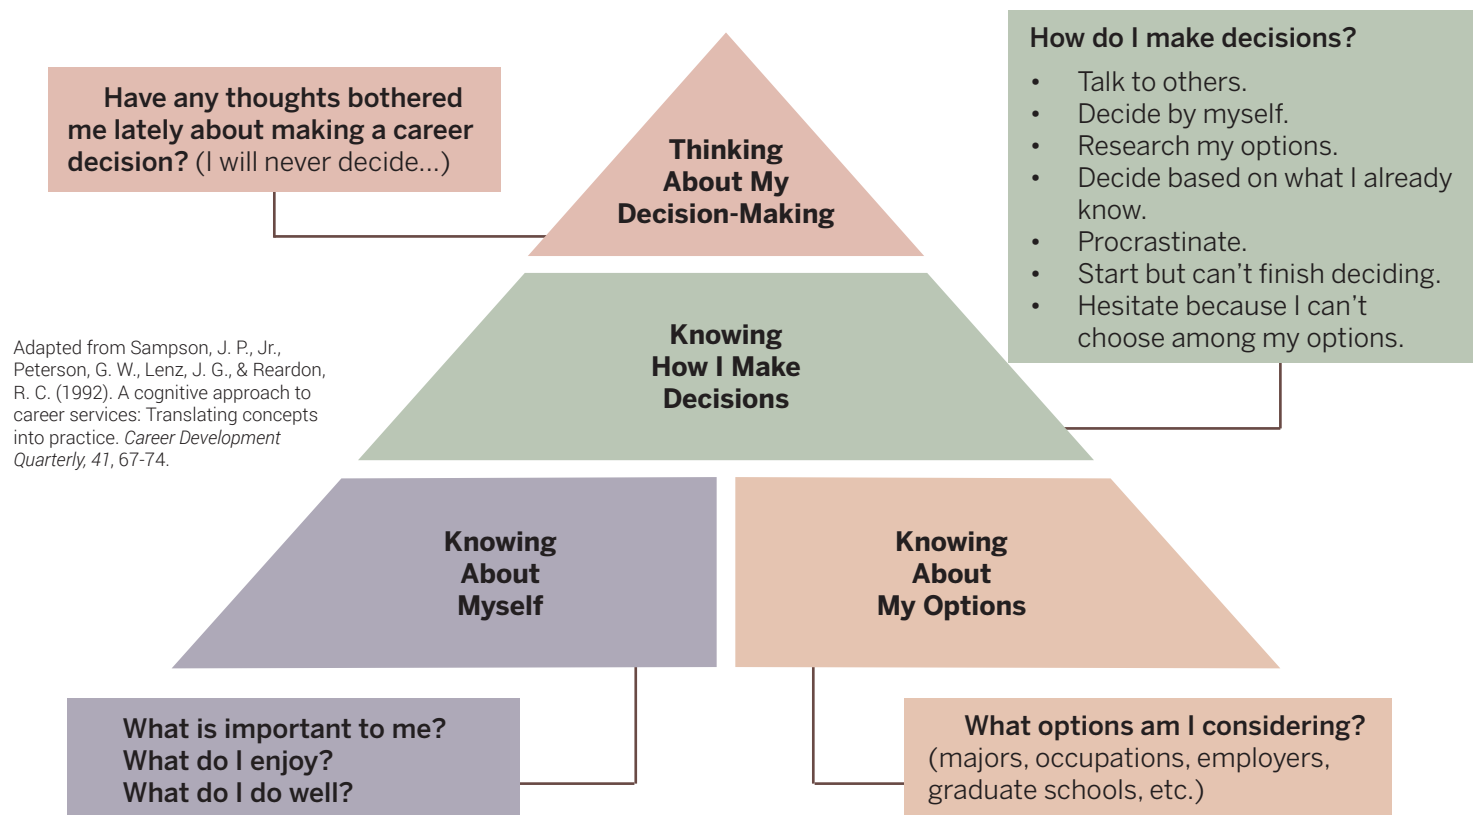 Have any thoughts bothered
me lately about making a career
decision? (I will never decide...)
Thinking
About My
Decision-Making
How do I make decisions?
• Talk to others.
• Decide by myself.
• Research my options.
• Decide based on what I already
know.
• Procrastinate.
• Start but can't finish deciding.
• Hesitate because I can't
choose among my options.
Knowing
How I Make
Decisions
Adapted from Sampson, J. P., Jr.,
Peterson, G. W., Lenz, J. G., & Reardon,
R. C. (1992). A cognitive approach to
career services: Translating concepts
into practice. Career Development
Quarterly, 41, 67-74.
Knowing
About
Myself
Knowing
About
My Options
What is important to me?
What do I enjoy?
What do I do well?
What options am I considering?
(majors, occupations, employers,
graduate schools, etc.)